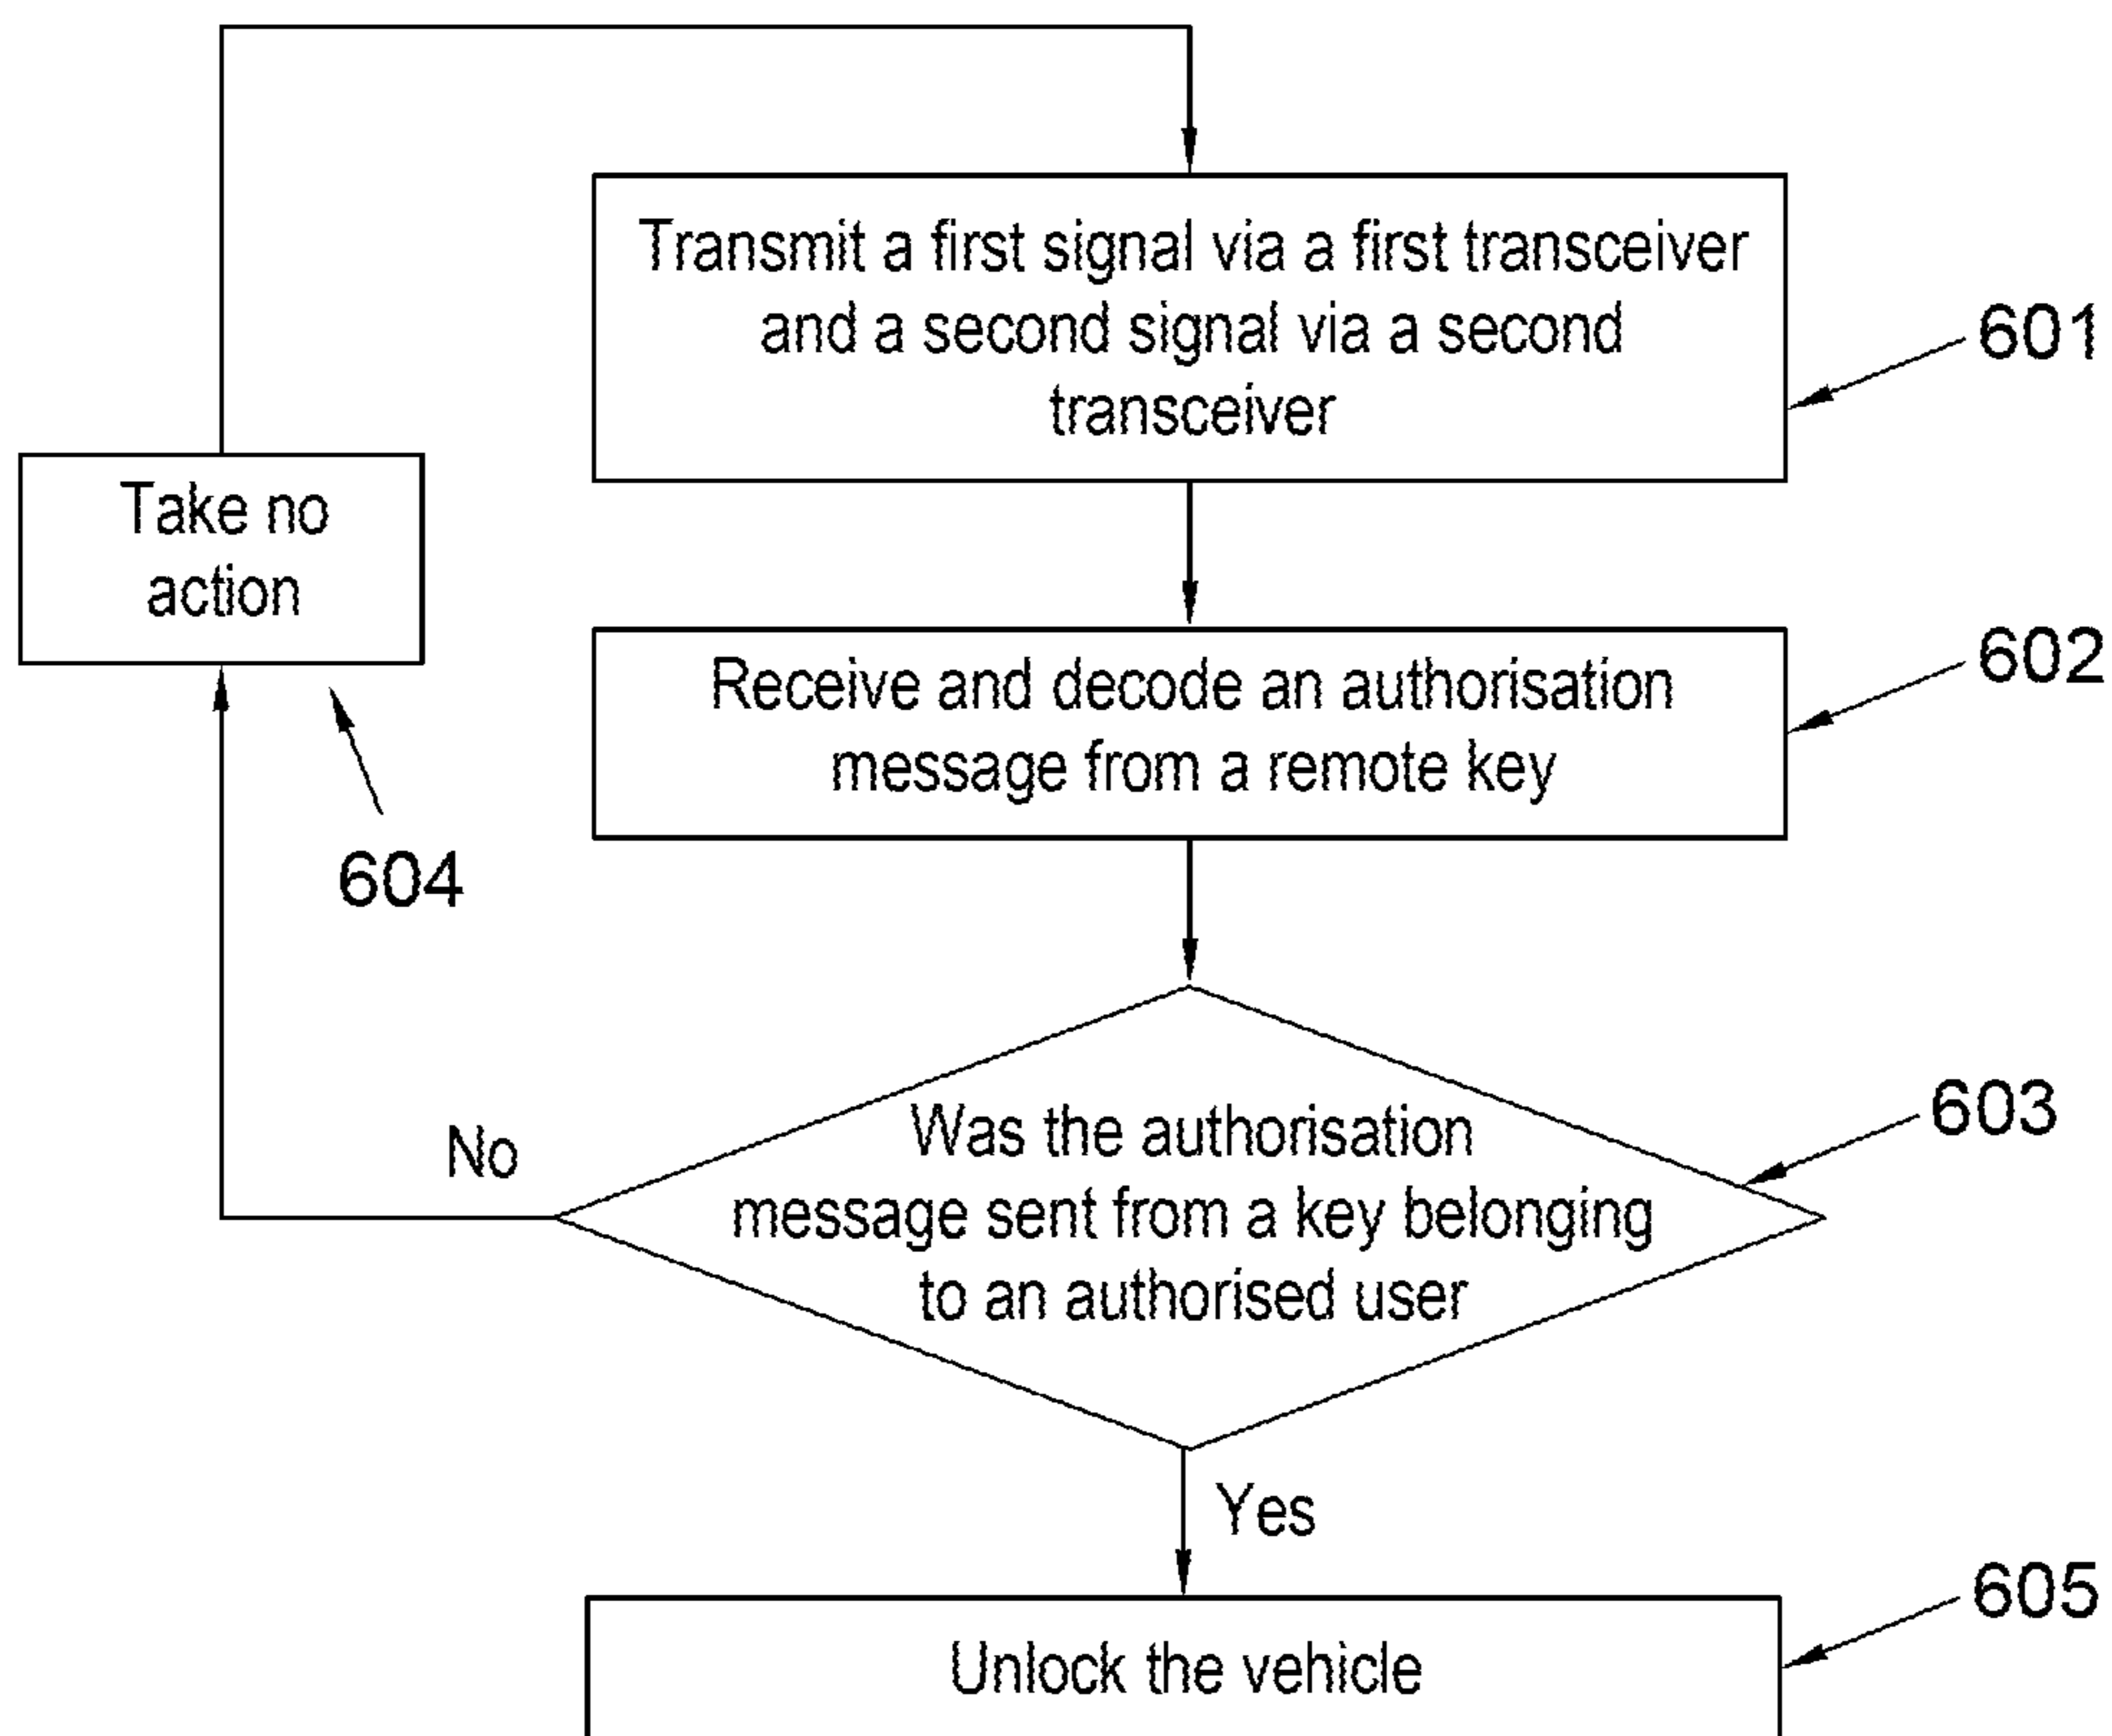 Transmit a first signal via a first transceiver
and a second signal via a second
transceiver
601
Take no
action
604
Receive and decode an authorisation
message from a remote key
602
Was the authorisation
message sent from a key belonging
to an authorised user
603
No
Yes
Unlock the vehicle
605